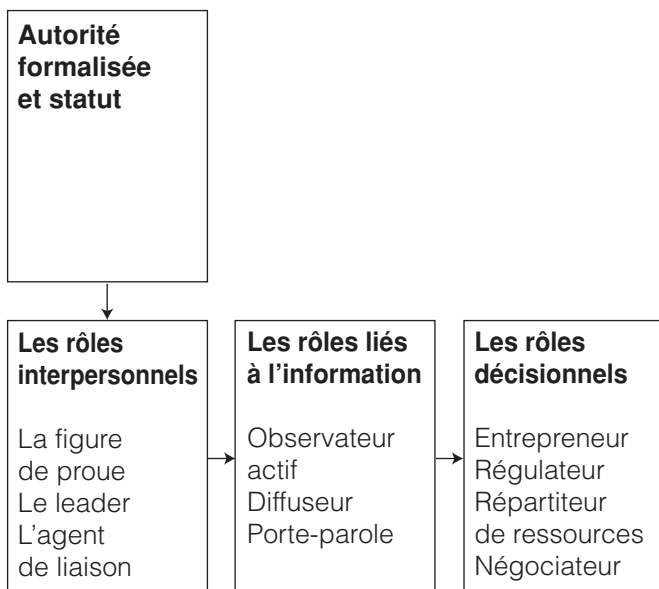 Autorité
formalisée
et statut
Les rôles
interpersonnels
La figure
de proue
Le leader
L'agent
de liaison
Les rôles liés
à l'information
Observateur
actif
Diffuseur
Porte-parole
Les rôles
décisionnels
Entrepreneur
Régulateur
Répartiteur
de ressources
Négociateur